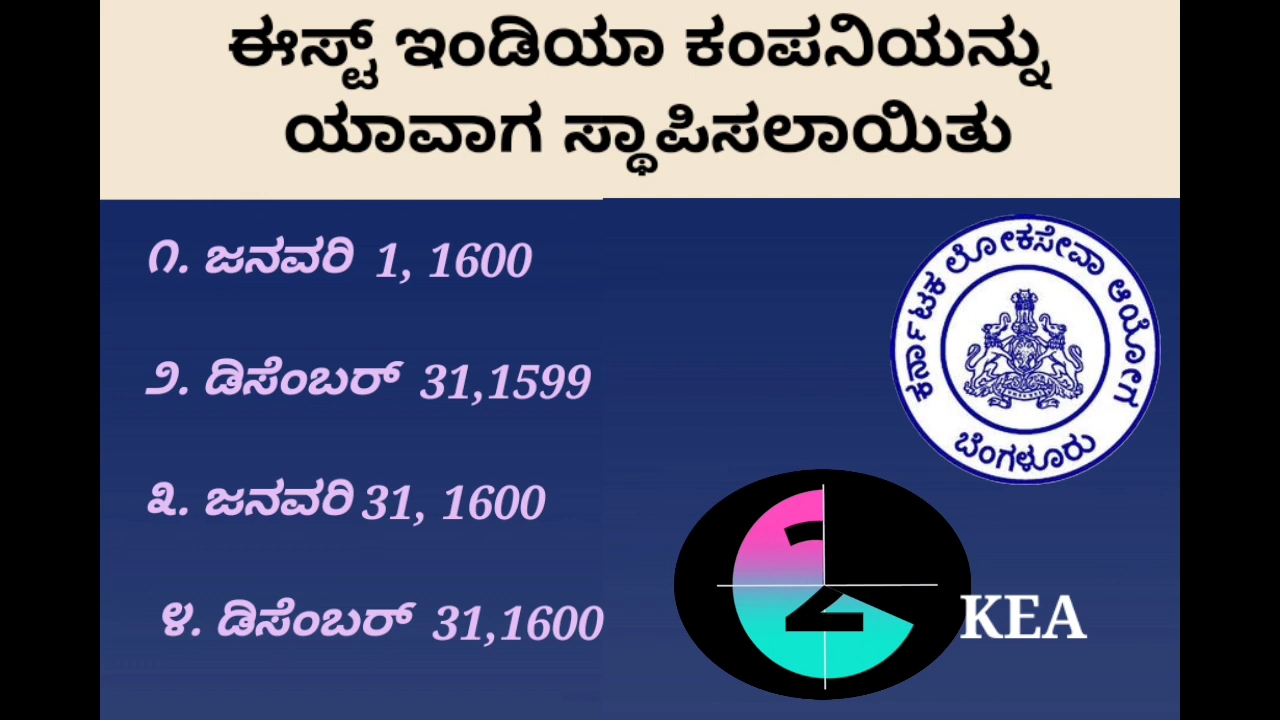 ಈಸ್ಟ್ ಇಂಡಿಯಾ ಕಂಪನಿಯನ್ನು
ಯಾವಾಗ ಸ್ಥಾಪಿಸಲಾಯಿತು
೧. ಜನವರಿ 1, 1600
೨. ಡಿಸೆಂಬರ್ 31,1599
೩. ಜನವರಿ 31, 1600
೪. ಡಿಸೆಂಬರ್ 31,1600
ಕರ್ನಾಟಕ ಲೋಕಸೇವಾ ಆಯೋಗ
ಬೆಂಗಳೂರು
2
KEA